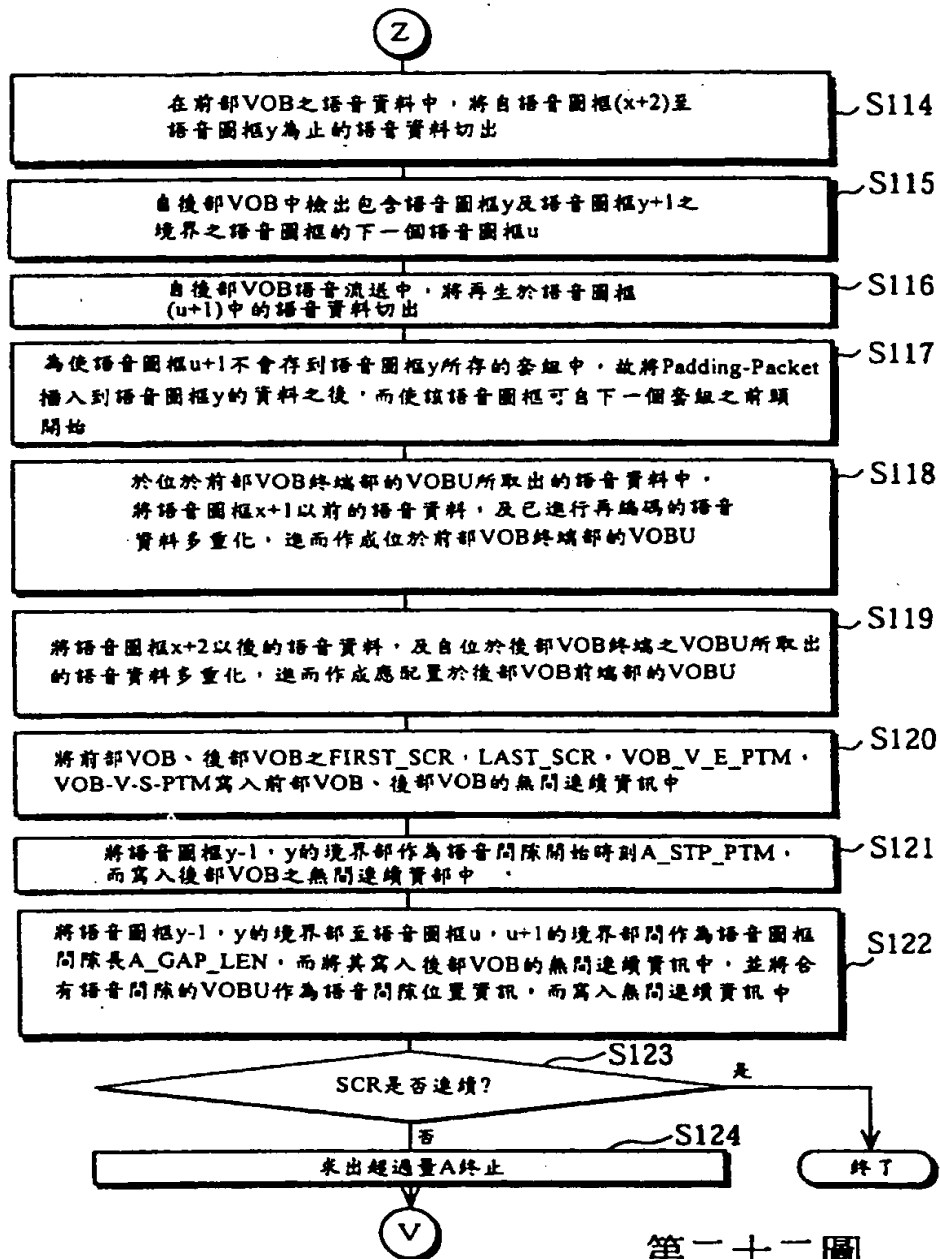 Z
在前部VOB之語音資料中，將自語音圖框(x+2)至
語音圖框y為止的語音資料切出
S114
自後部VOB中檢出包含語音圖框y及語音圖框y+1之
境界之語音圖框的下一個語音圖框u
S115
自後部VOB語音流送中，將再生於語音圖框
(u+1)中的語音資料切出
S116
為使語音圖框u+1不會存到語音圖框y所存的套組中，故將Padding-Packet
插入到語音圖框y的資料之後，而使該語音圖框可自下一個套組之前頭
開始
S117
於位於前部VOB終端部的VOBU所取出的語音資料中，
將語音圖框x+1以前的語音資料，及已進行再編碼的語音
資料多重化，進而作成位於前部VOB終端部的VOBU
S118
將語音圖框x+2以後的語音資料，及自位於後部VOB終端之VOBU所取出
的語音資料多重化，進而作成應配置於後部VOB前端部的VOBU
S119
將前部VOB、後部VOB之FIRST_SCR，LAST_SCR，VOB_V_E_PTM，
VOB-V-S-PTM寫入前部VOB、後部VOB的無間連續資訊中
S120
將語音圖框y-1，y的境界部作為語音間隙開始時刻A_STP_PTM，
而寫入後部VOB之無間連續資部中
S121
將語音圖框y-1，y的境界部至語音圖框u，u+1的境界部間作為語音圖框
間隙長A_GAP_LEN，而將其寫入後部VOB的無間連續資訊中，並將含
有語音間隙的VOBU作為語音間隙位置資訊，而寫入無間連續資訊中
S122
S123
SCR是否連續?
是
否
S124
求出超過量A終止
終了
V
第二十二圖